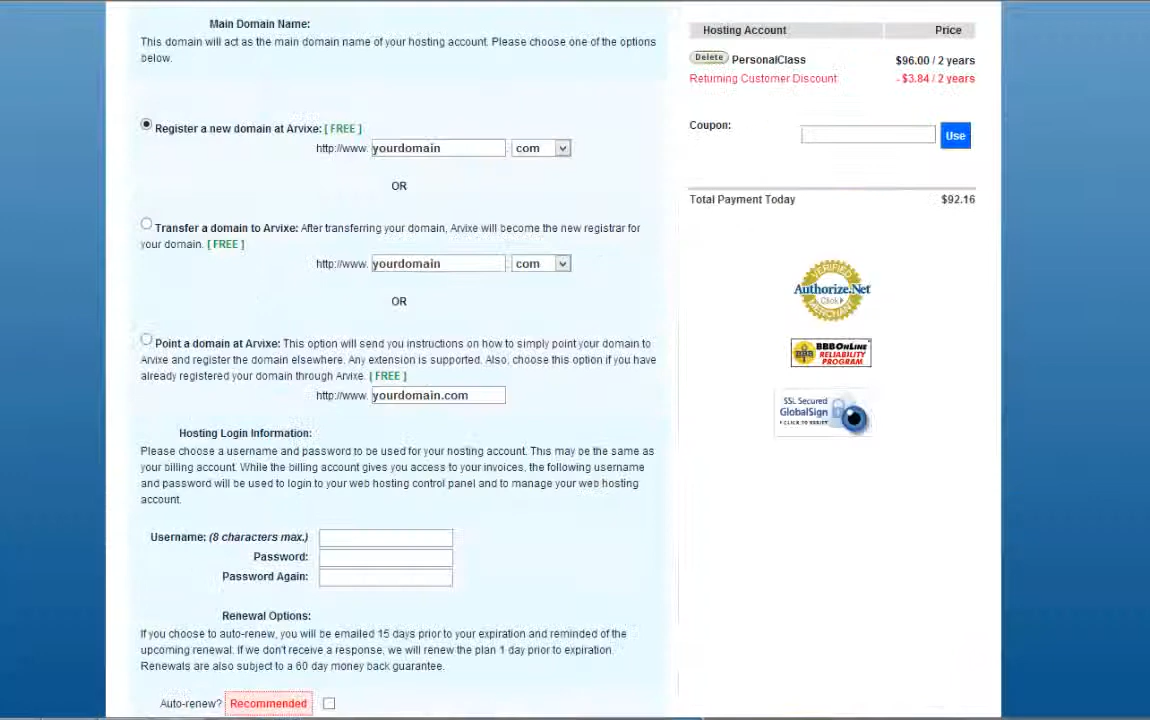 Main Domain Name:
This domain will act as the main domain name of your hosting account. Please choose one of the options
below.
Register a new domain at Arvixe: [ FREE ]
http://www. yourdomain . com
OR
Transfer a domain to Arvixe: After transferring your domain, Arvixe will become the new registrar for
your domain. [ FREE ]
http://www. yourdomain . com
OR
Point a domain at Arvixe: This option will send you instructions on how to simply point your domain to
Arvixe and register the domain elsewhere. Any extension is supported. Also, choose this option if you have
already registered your domain through Arvixe. [ FREE ]
http://www. yourdomain.com
Hosting Login Information:
Please choose a username and password to be used for your hosting account. This may be the same as
your billing account. While the billing account gives you access to your invoices, the following username
and password will be used to login to your web hosting control panel and to manage your web hosting
account.
Username: (8 characters max.)
Password:
Password Again:
Renewal Options:
If you choose to auto-renew, you will be emailed 15 days prior to your expiration and reminded of the
upcoming renewal. If we don't receive a response, we will renew the plan 1 day prior to expiration.
Renewals are also subject to a 60 day money back guarantee.
Auto-renew? Recommended
Hosting Account Price
Delete PersonalClass $96.00 / 2 years
Returning Customer Discount - $3.84 / 2 years
Coupon: Use
Total Payment Today $92.16
VERIFIED
Authorize.Net
Click
MERCHANT
BBB
BBBONLINE
RELIABILITY
PROGRAM
SSL Secured
GlobalSign
CLICK TO VERIFY